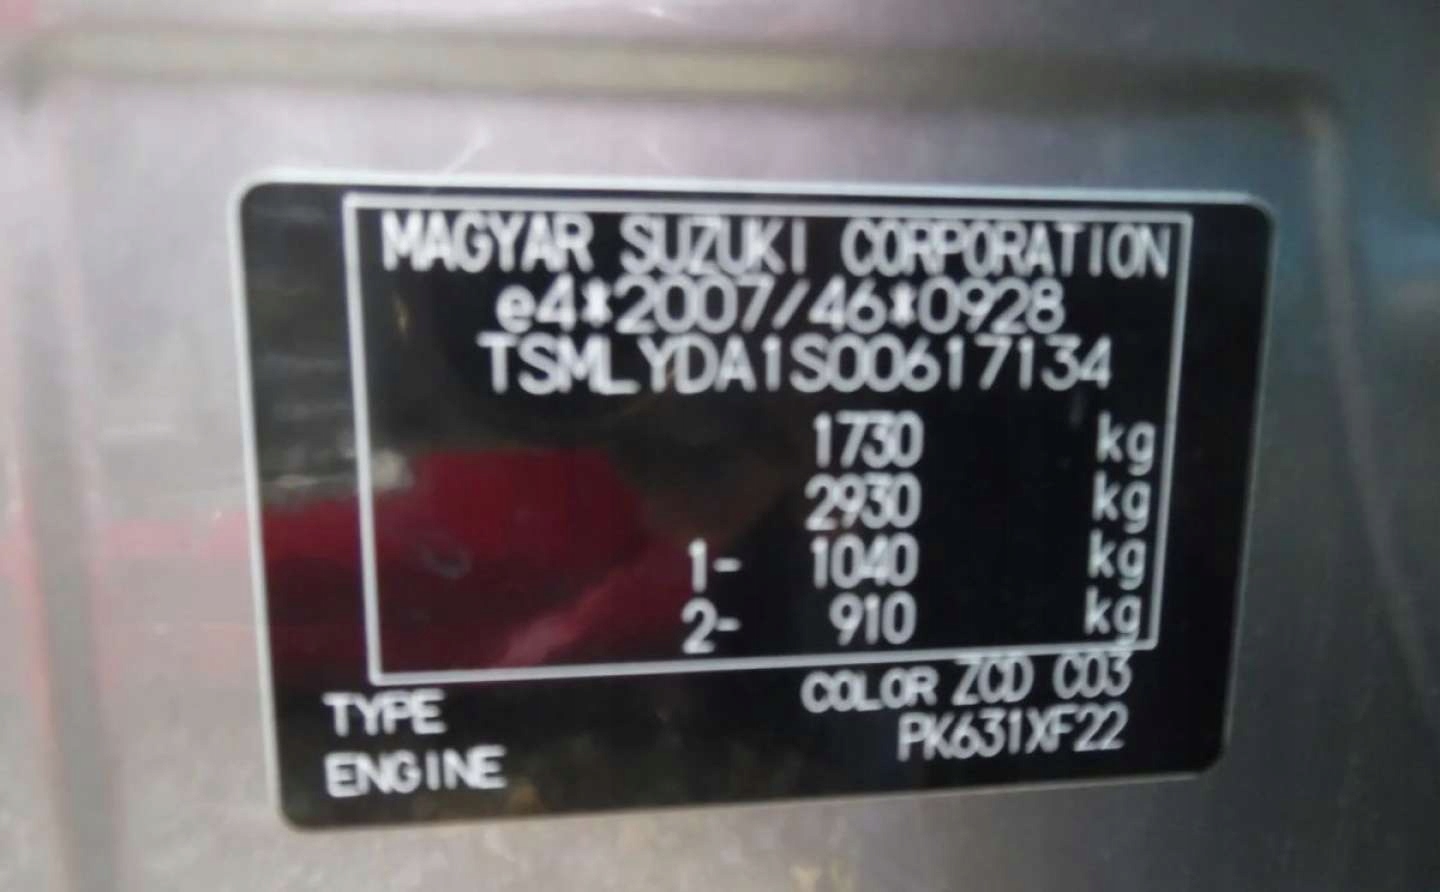 MAGYAR SUZUKI CORPORATION
e4*2007/46*0928
TSMLYDA1S00617134
1730 kg
2930 kg
1- 1040 kg
2- 910 kg
COLOR ZCD C03
TYPE PK631XF22
ENGINE